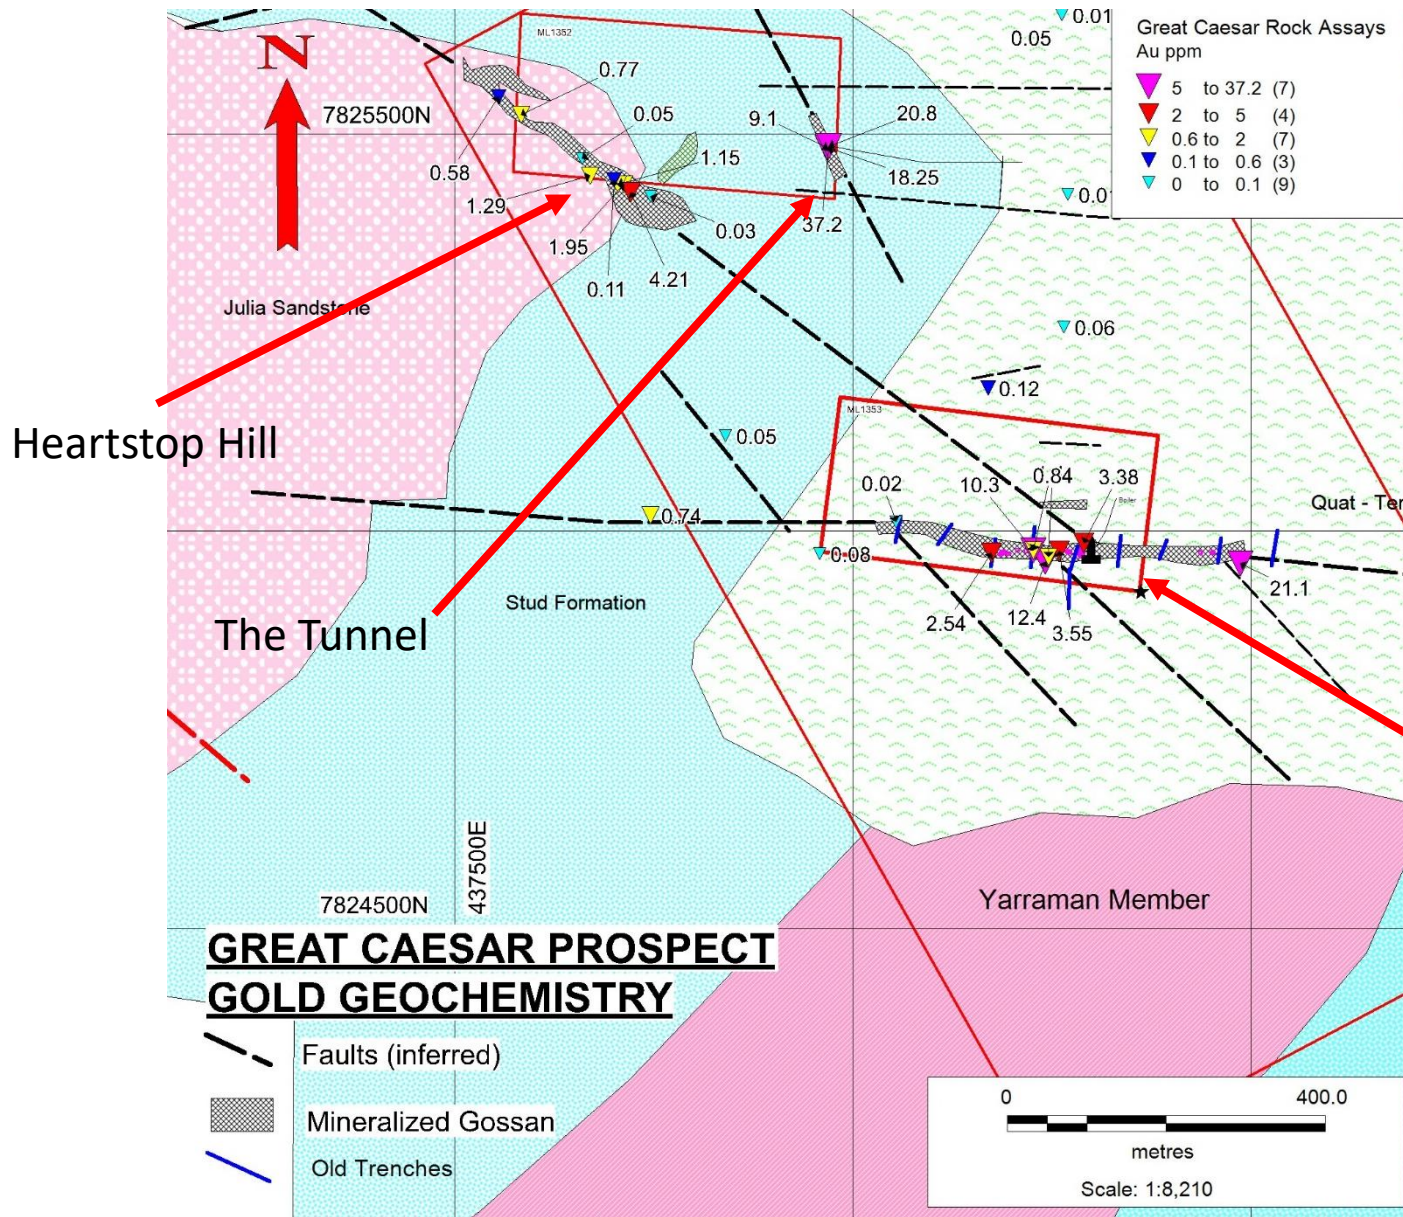 0.01
0.05
Great Caesar Rock Assays
Au ppm
5 to 37.2 (7)
2 to 5 (4)
0.6 to 2 (7)
0.1 to 0.6 (3)
0 to 0.1 (9)
N
ML1352
0.77
7825500N
0.05
9.1
20.8
0.58
1.15
18.25
1.29
0.03
37.2
0.01
1.95
4.21
0.11
Julia Sandstone
0.06
0.12
ML1353
Heartstop Hill
0.05
0.02
10.3
0.84
3.38
Quat - Ter
0.74
0.08
Stud Formation
2.54
12.4
3.55
21.1
The Tunnel
437500E
7824500N
Yarraman Member
GREAT CAESAR PROSPECT
GOLD GEOCHEMISTRY
Faults (inferred)
Mineralized Gossan
Old Trenches
0 400.0
metres
Scale: 1:8,210